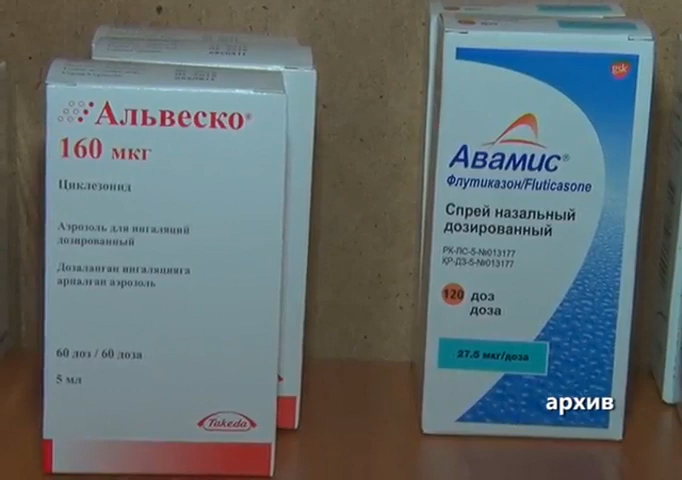 Альвеско®
160 мкг
Циклезонид
Аэрозоль для ингаляций
дозированный
Дозаланган ингаляцияга
арналган аэрозоль
60 доз / 60 доза
5 мл
Takeda
gsk
Авамис®
Флутиказон/Fluticasone
Спрей назальный
дозированный
РК-ЛС-5-№013177
ҚР-ДЗ-5-№013177
120 доз
доза
27.5 мкг/доза
архив